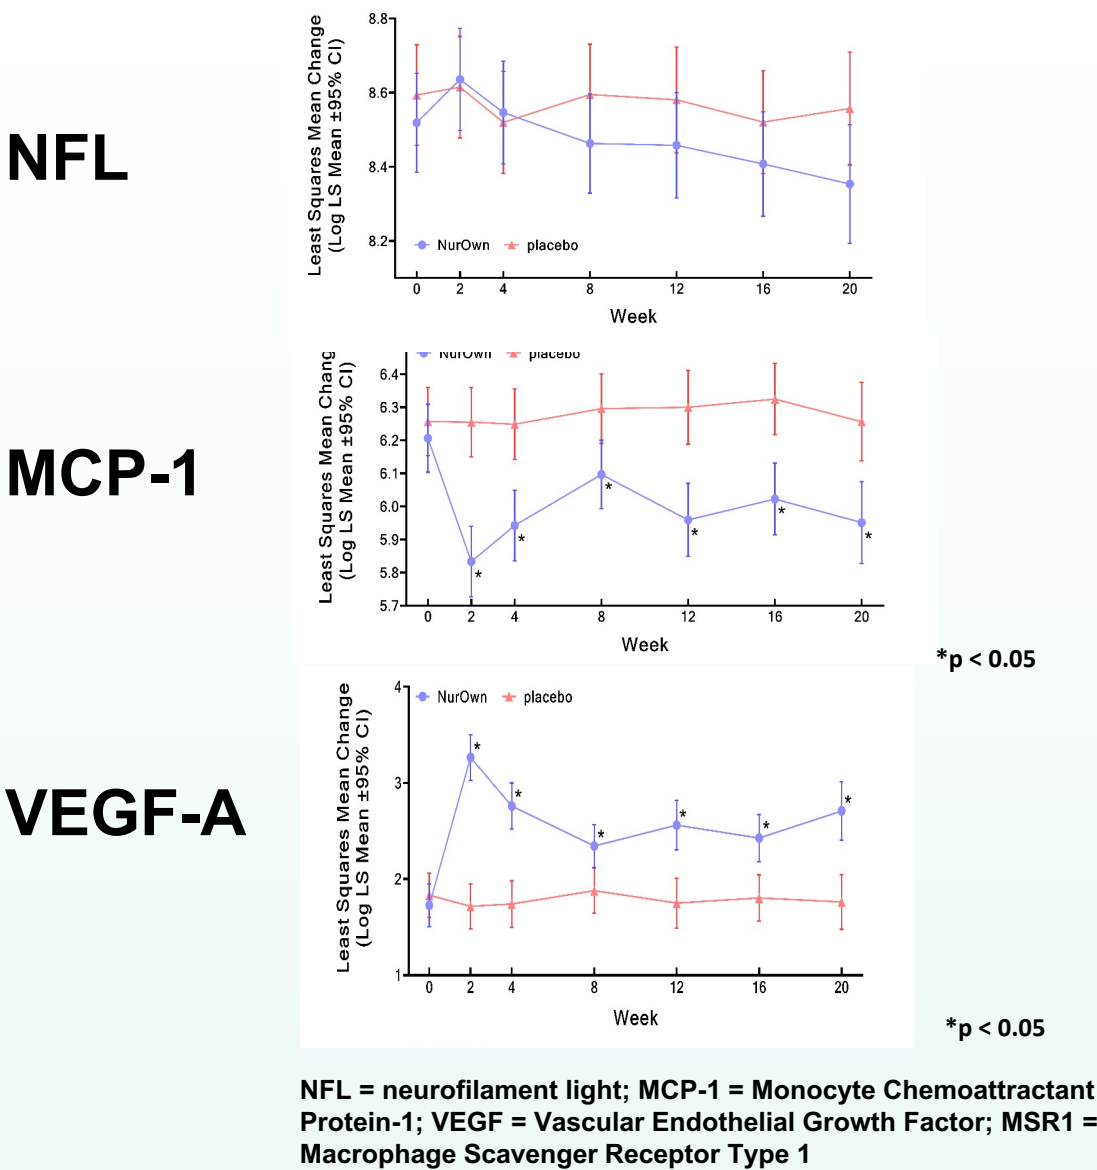 NFL
Least Squares Mean Change
(Log LS Mean ±95% CI)
8.8
8.6
8.4
8.2
NurOwn placebo
0 2 4 8 12 16 20
Week
MCP-1
Least Squares Mean Chang
(Log LS Mean ±95% CI)
NurOwn placebo
6.4
6.3
6.2
6.1
6.0
5.9
5.8
5.7
* * * * * *
0 2 4 8 12 16 20
Week
*p < 0.05
VEGF-A
Least Squares Mean Change
(Log LS Mean ±95% CI)
4
3
2
1
NurOwn placebo
* * * * * *
0 2 4 8 12 16 20
Week
*p < 0.05
NFL = neurofilament light; MCP-1 = Monocyte Chemoattractant
Protein-1; VEGF = Vascular Endothelial Growth Factor; MSR1 =
Macrophage Scavenger Receptor Type 1